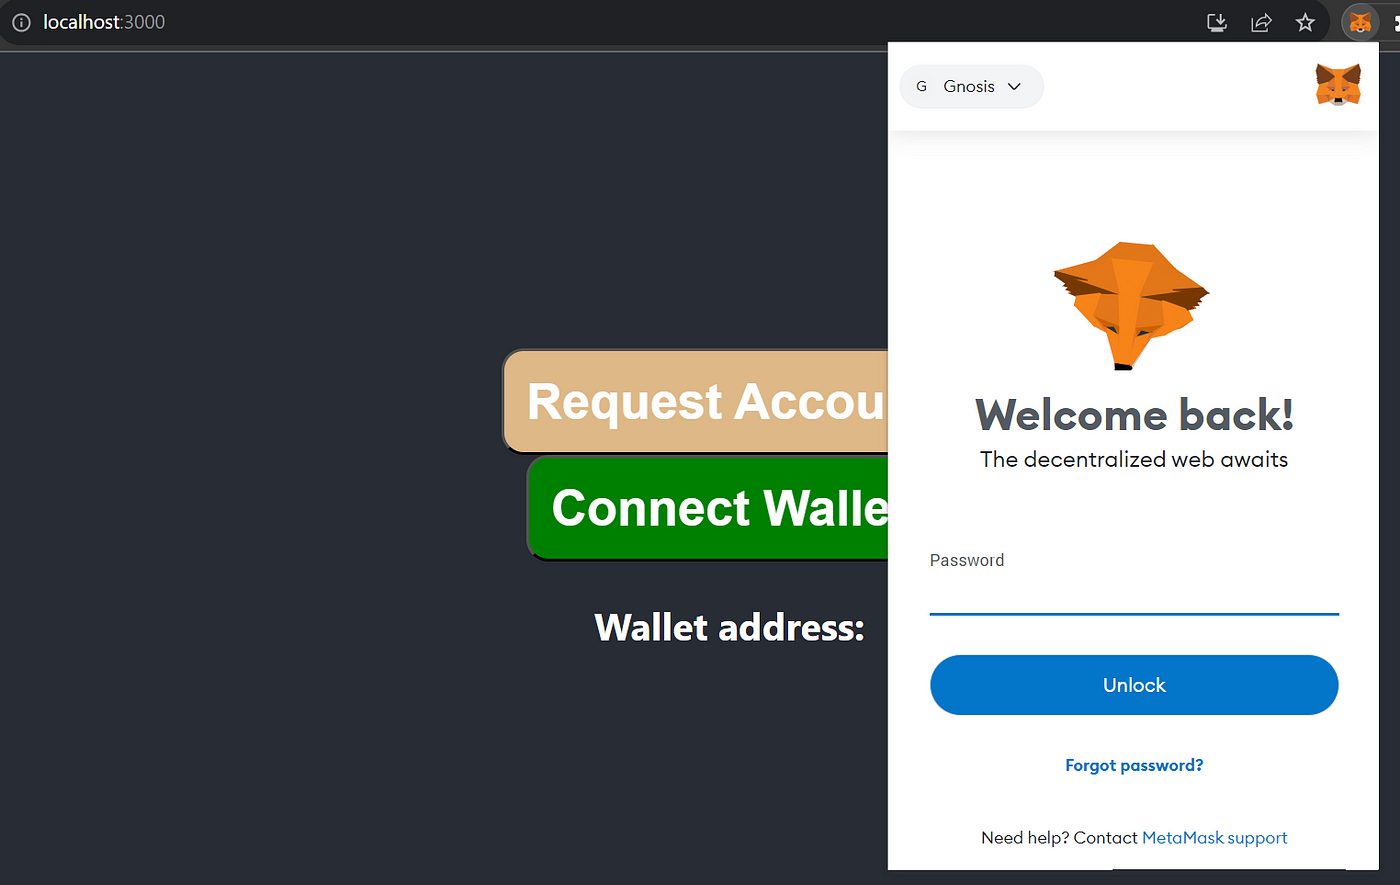 localhost:3000
G Gnosis
Request Accou
Connect Walle
Wallet address:
Welcome back!
The decentralized web awaits
Password
Unlock
Forgot password?
Need help? Contact MetaMask support